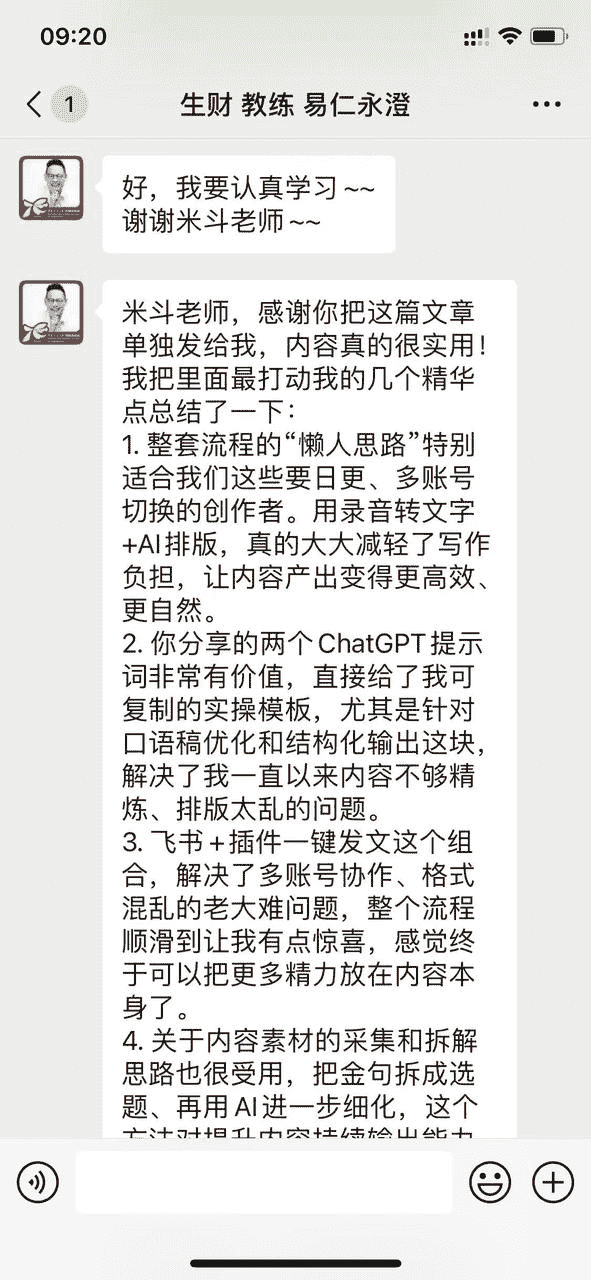 09:20
1
生财 教练 易仁永澄
好，我要认真学习~~
谢谢米斗老师~~
米斗老师，感谢你把这篇文章
单独发给我，内容真的很实用！
我把里面最打动我的几个精华
点总结了一下：
1. 整套流程的“懒人思路”特别
适合我们这些要日更、多账号
切换的创作者。用录音转文字
+AI排版，真的大大减轻了写作
负担，让内容产出变得更高效、
更自然。
2. 你分享的两个ChatGPT提示
词非常有价值，直接给了我可
复制的实操模板，尤其是针对
口语稿优化和结构化输出这块，
解决了我一直以来内容不够精
炼、排版太乱的问题。
3. 飞书+插件一键发文这个组
合，解决了多账号协作、格式
混乱的老大难问题，整个流程
顺滑到让我有点惊喜，感觉终
于可以把更多精力放在内容本
身了。
4. 关于内容素材的采集和拆解
思路也很受用，把金句拆成选
题、再用AI进一步细化，这个
方法对提升内容持续输出能力